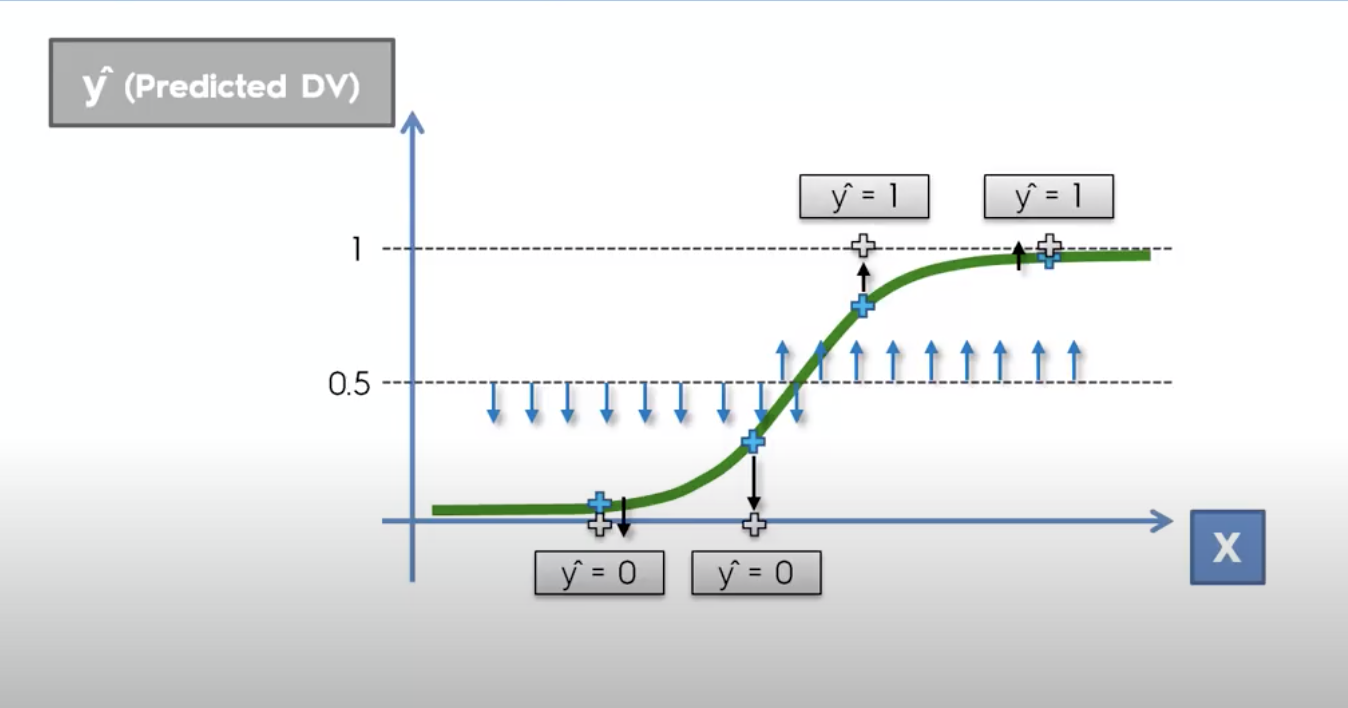 ŷ (Predicted DV)
ŷ = 1
ŷ = 1
1
0.5
ŷ = 0
ŷ = 0
X